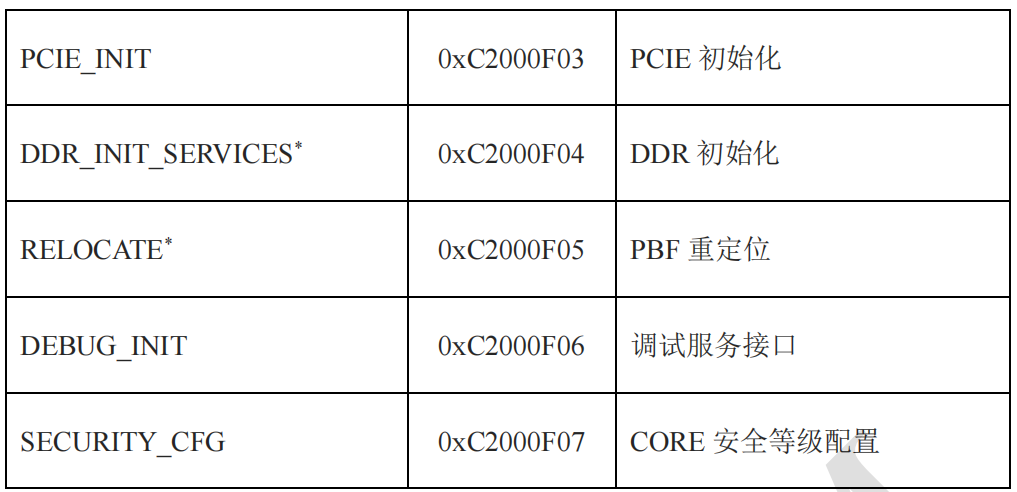 PCIE_INIT 0xC2000F03 PCIE 初始化
DDR_INIT_SERVICES* 0xC2000F04 DDR 初始化
RELOCATE* 0xC2000F05 PBF 重定位
DEBUG_INIT 0xC2000F06 调试服务接口
SECURITY_CFG 0xC2000F07 CORE 安全等级配置